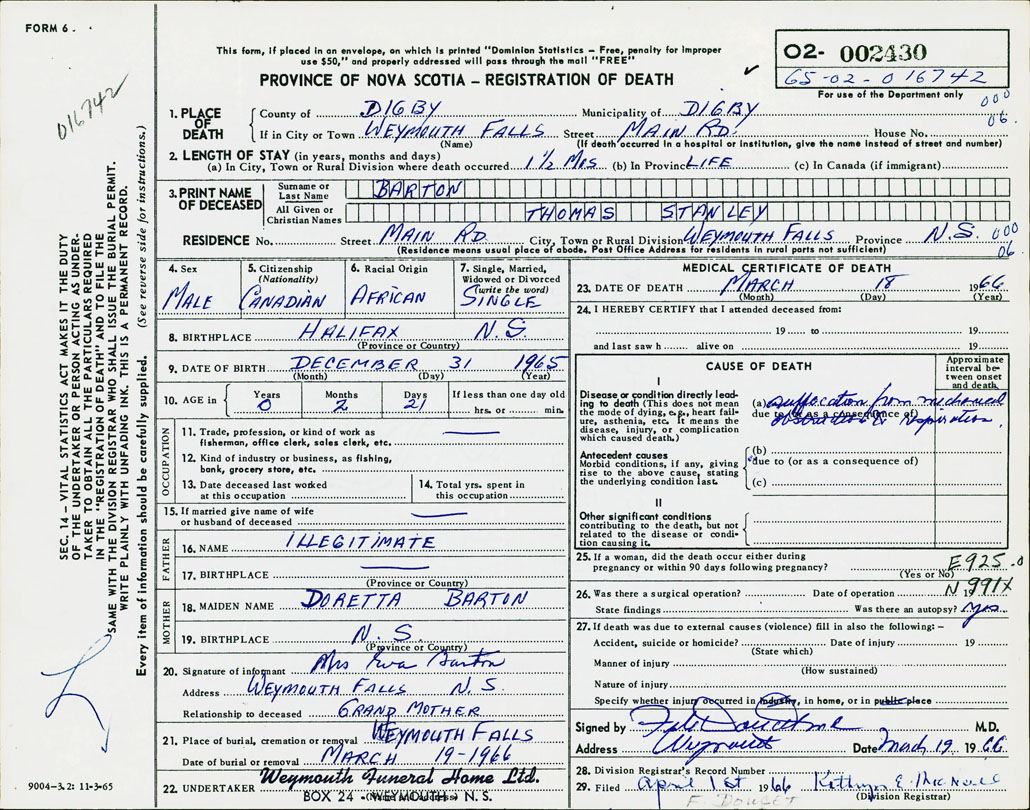 FORM 6.
This form, if placed in an envelope, on which is printed "Dominion Statistics – Free, penalty for improper
use $50," and properly addressed will pass through the mail "FREE"
PROVINCE OF NOVA SCOTIA – REGISTRATION OF DEATH
02- 002430
65-02-016742
For use of the Department only
016742
000
06.
1. PLACE OF DEATH County of DIGBY Municipality of DIGBY
If in City or Town WEYMOUTH FALLS Street MAIN RD. House No.
(Name) (If death occurred in a hospital or institution, give the name instead of street and number)
2. LENGTH OF STAY (in years, months and days)
(a) In City, Town or Rural Division where death occurred 1 1/2 Mos (b) In Province LIFE (c) In Canada (if immigrant)
3. PRINT NAME OF DECEASED Surname or Last Name BARTON
All Given or Christian Names THOMAS STANLEY
RESIDENCE No. Street MAIN RD City, Town or Rural Division WEYMOUTH FALLS Province N.S. 000
(Residence means usual place of abode. Post Office Address for residents in rural parts not sufficient) 06.
4. Sex MALE
5. Citizenship (Nationality) CANADIAN
6. Racial Origin AFRICAN
7. Single, Married, Widowed or Divorced (write the word) SINGLE
8. BIRTHPLACE HALIFAX N.S.
(Province or Country)
9. DATE OF BIRTH DECEMBER 31 1965
(Month) (Day) (Year)
10. AGE in Years 0 Months 2 Days 21 If less than one day old
hrs. or min.
OCCUPATION
11. Trade, profession, or kind of work as
fisherman, office clerk, sales clerk, etc.
12. Kind of industry or business, as fishing,
bank, grocery store, etc.
13. Date deceased last worked
at this occupation
14. Total yrs. spent in
this occupation
15. If married give name of wife
or husband of deceased
FATHER
16. NAME ILLEGITIMATE
17. BIRTHPLACE
(Province or Country)
MOTHER
18. MAIDEN NAME DORETTA BARTON
19. BIRTHPLACE N.S.
(Province or Country)
20. Signature of informant Mrs Eva Barton
Address WEYMOUTH FALLS N.S.
Relationship to deceased GRAND MOTHER
21. Place of burial, cremation or removal WEYMOUTH FALLS
Date of burial or removal MARCH 19-1966
22. UNDERTAKER Weymouth Funeral Home Ltd.
BOX 24 - WEYMOUTH, N.S.
MEDICAL CERTIFICATE OF DEATH
23. DATE OF DEATH MARCH 18 1966
(Month) (Day) (Year)
24. I HEREBY CERTIFY that I attended deceased from:
19 to 19
and last saw h alive on 19
CAUSE OF DEATH
Approximate interval between onset and death.
I
Disease or condition directly leading to death (This does not mean the mode of dying, e.g., heart failure, asthenia, etc. It means the disease, injury, or complication which caused death.)
(a) suffocation from mechanical
due to (or as a consequence of)
obstruction of respiration.
Antecedent causes
Morbid conditions, if any, giving rise to the above cause, stating the underlying condition last.
(b)
due to (or as a consequence of)
(c)
II
Other significant conditions
contributing to the death, but not related to the disease or condition causing it.
25. If a woman, did the death occur either during
pregnancy or within 90 days following pregnancy?
(Yes or No)
E925.0
26. Was there a surgical operation? Date of operation 19
N 991X
State findings Was there an autopsy? yes
27. If death was due to external causes (violence) fill in also the following: –
Accident, suicide or homicide? Date of injury 19
(State which)
Manner of injury
(How sustained)
Nature of injury
Specify whether injury occurred in industry, in home, or in public place
Signed by M.D.
Address Weymouth Date March 19 1966
28. Division Registrar's Record Number
29. Filed April 1st 1966
(Division Registrar)
F. DOUCET
SEC. 14 – VITAL STATISTICS ACT MAKES IT THE DUTY
OF THE UNDERTAKER OR PERSON ACTING AS UNDER-
TAKER TO OBTAIN ALL THE PARTICULARS REQUIRED
IN THE "REGISTRATION OF DEATH" AND TO FILE THE
SAME WITH THE DIVISION REGISTRAR WHO SHALL ISSUE THE BURIAL PERMIT.
WRITE PLAINLY WITH UNFADING INK. THIS IS A PERMANENT RECORD.
Every item of information should be carefully supplied. (See reverse side for instructions.)
9004-3.2: 11-3-65